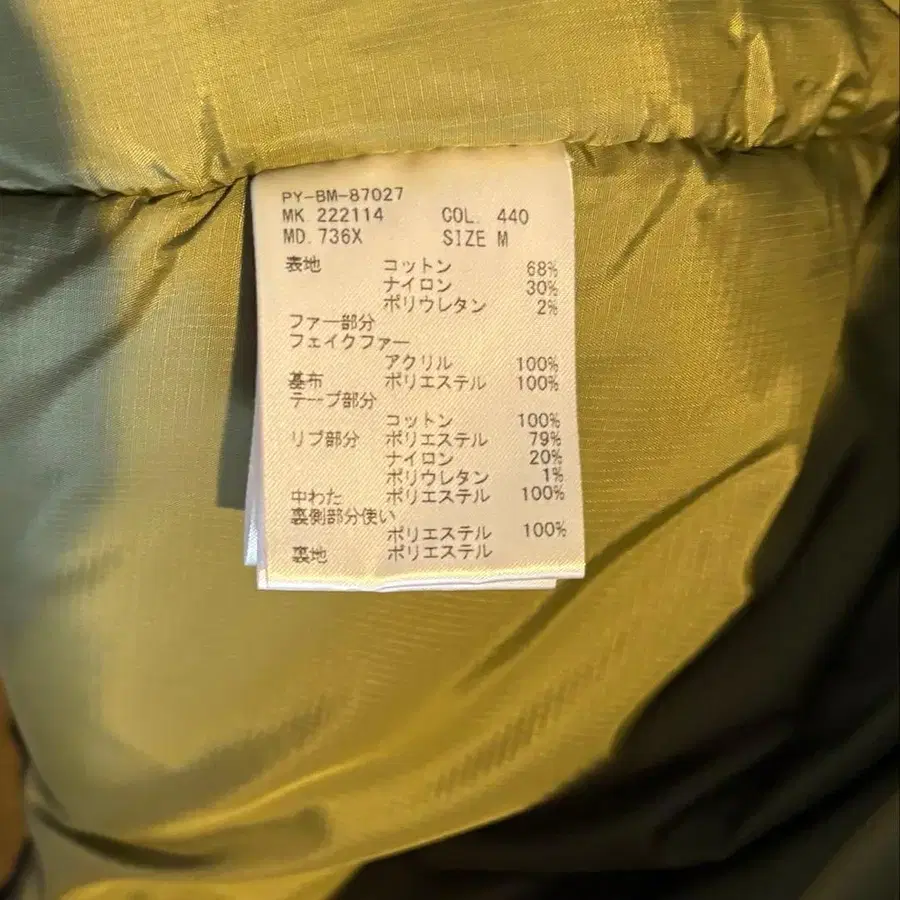 PY-BM-87027
MK. 222114 COL. 440
MD. 736X SIZE M
表地 コットン 68%
ナイロン 30%
ポリウレタン 2%
ファー部分
フェイクファー
アクリル 100%
基布 ポリエステル 100%
テープ部分
コットン 100%
リブ部分 ポリエステル 79%
ナイロン 20%
ポリウレタン 1%
中わた ポリエステル 100%
裏側部分使い
ポリエステル 100%
裏地 ポリエステル